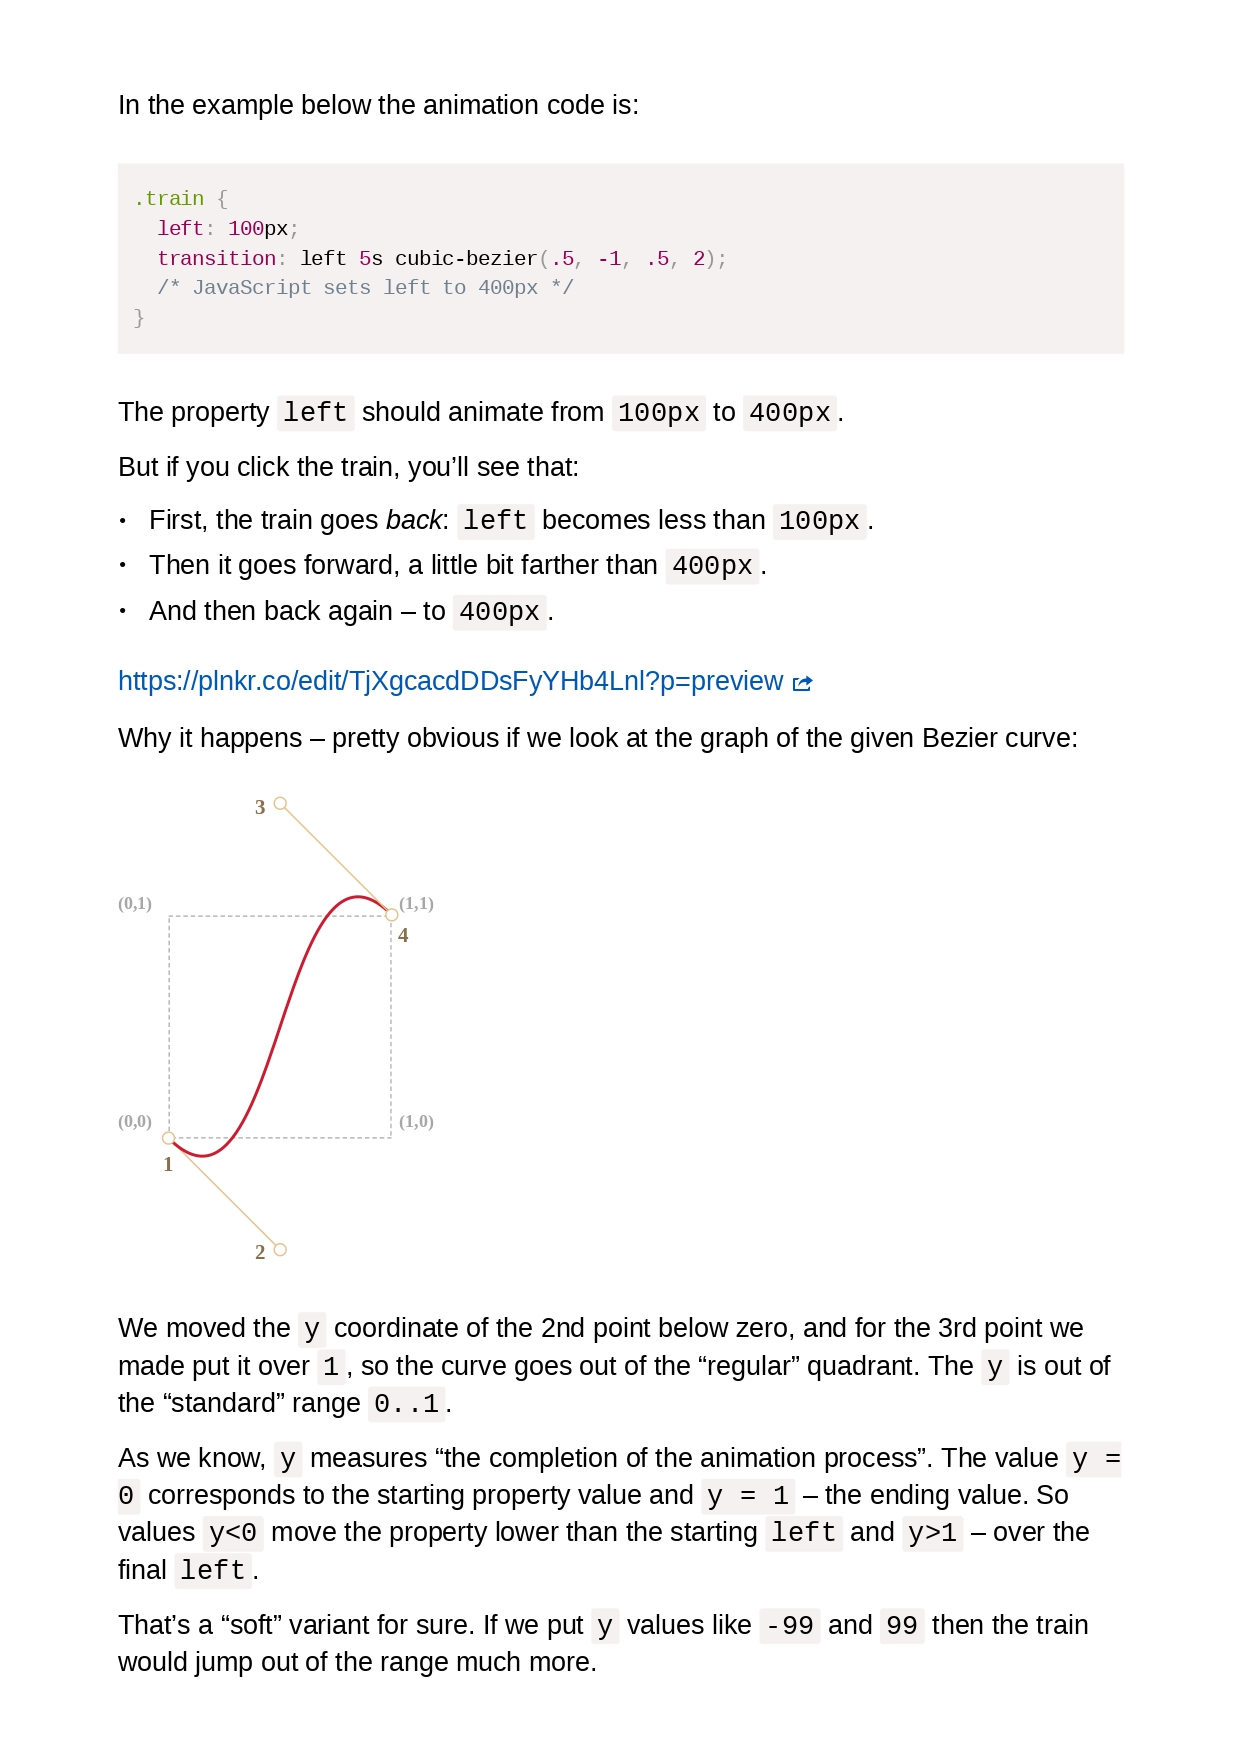 In the example below the animation code is:
.train {
  left: 100px;
  transition: left 5s cubic-bezier(.5, -1, .5, 2);
  /* JavaScript sets left to 400px */
}
The property left should animate from 100px to 400px.
But if you click the train, you’ll see that:
• First, the train goes back: left becomes less than 100px.
• Then it goes forward, a little bit farther than 400px.
• And then back again – to 400px.
https://plnkr.co/edit/TjXgcacdDDsFyYHb4Lnl?p=preview
Why it happens – pretty obvious if we look at the graph of the given Bezier curve:
3
(0,1) (1,1)
4
(0,0) (1,0)
1
2
We moved the y coordinate of the 2nd point below zero, and for the 3rd point we
made put it over 1, so the curve goes out of the “regular” quadrant. The y is out of
the “standard” range 0..1.
As we know, y measures “the completion of the animation process”. The value y =
0 corresponds to the starting property value and y = 1 – the ending value. So
values y<0 move the property lower than the starting left and y>1 – over the
final left.
That’s a “soft” variant for sure. If we put y values like -99 and 99 then the train
would jump out of the range much more.